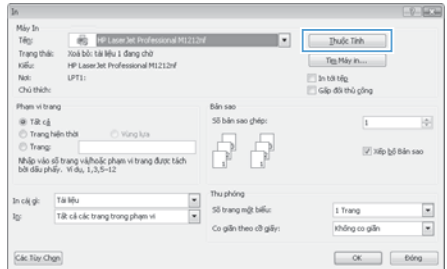 In
Máy In
Tên: HP LaserJet Professional M1212nf Thuộc Tính
Trạng thái: Xoá bỏ: tài liệu 1 đang chờ
Kiểu: HP LaserJet Professional M1212nf Tìm Máy in...
Nơi: LPT1: In tới tệp
Chú thích: Gấp đôi thủ công
Phạm vi trang
Tất cả
Trang hiện thời Vùng lựa
Trang:
Nhập vào số trang và/hoặc phạm vi trang được tách
bởi dấu phẩy. Ví dụ, 1,3,5–12
Bản sao
Số bản sao ghép: 1
Xếp bộ Bản sao
In cái gì: Tài liệu
In: Tất cả các trang trong phạm vi
Thu phóng
Số trang một biểu: 1 Trang
Co giãn theo cỡ giấy: Không co giãn
Các Tùy Chọn OK Đóng